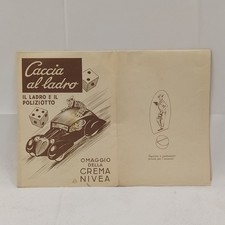 Caccia
al ladro
IL LADRO E IL
POLIZIOTTO
OMAGGIO
DELLA
CREMA
NIVEA